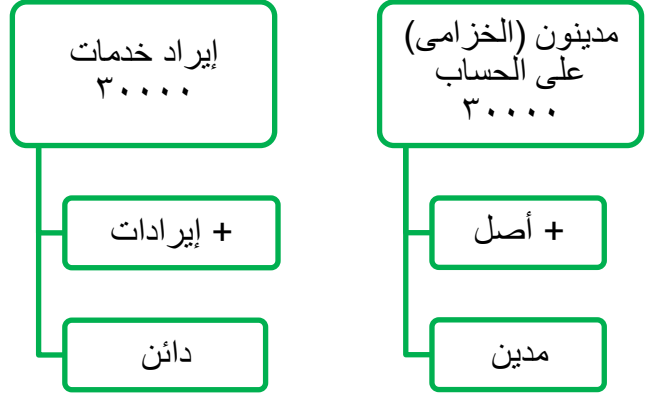 مدينون (الخزامى)
على الحساب
٣٠٠٠٠
+ أصل
مدين
إيراد خدمات
٣٠٠٠٠
+ إيرادات
دائن